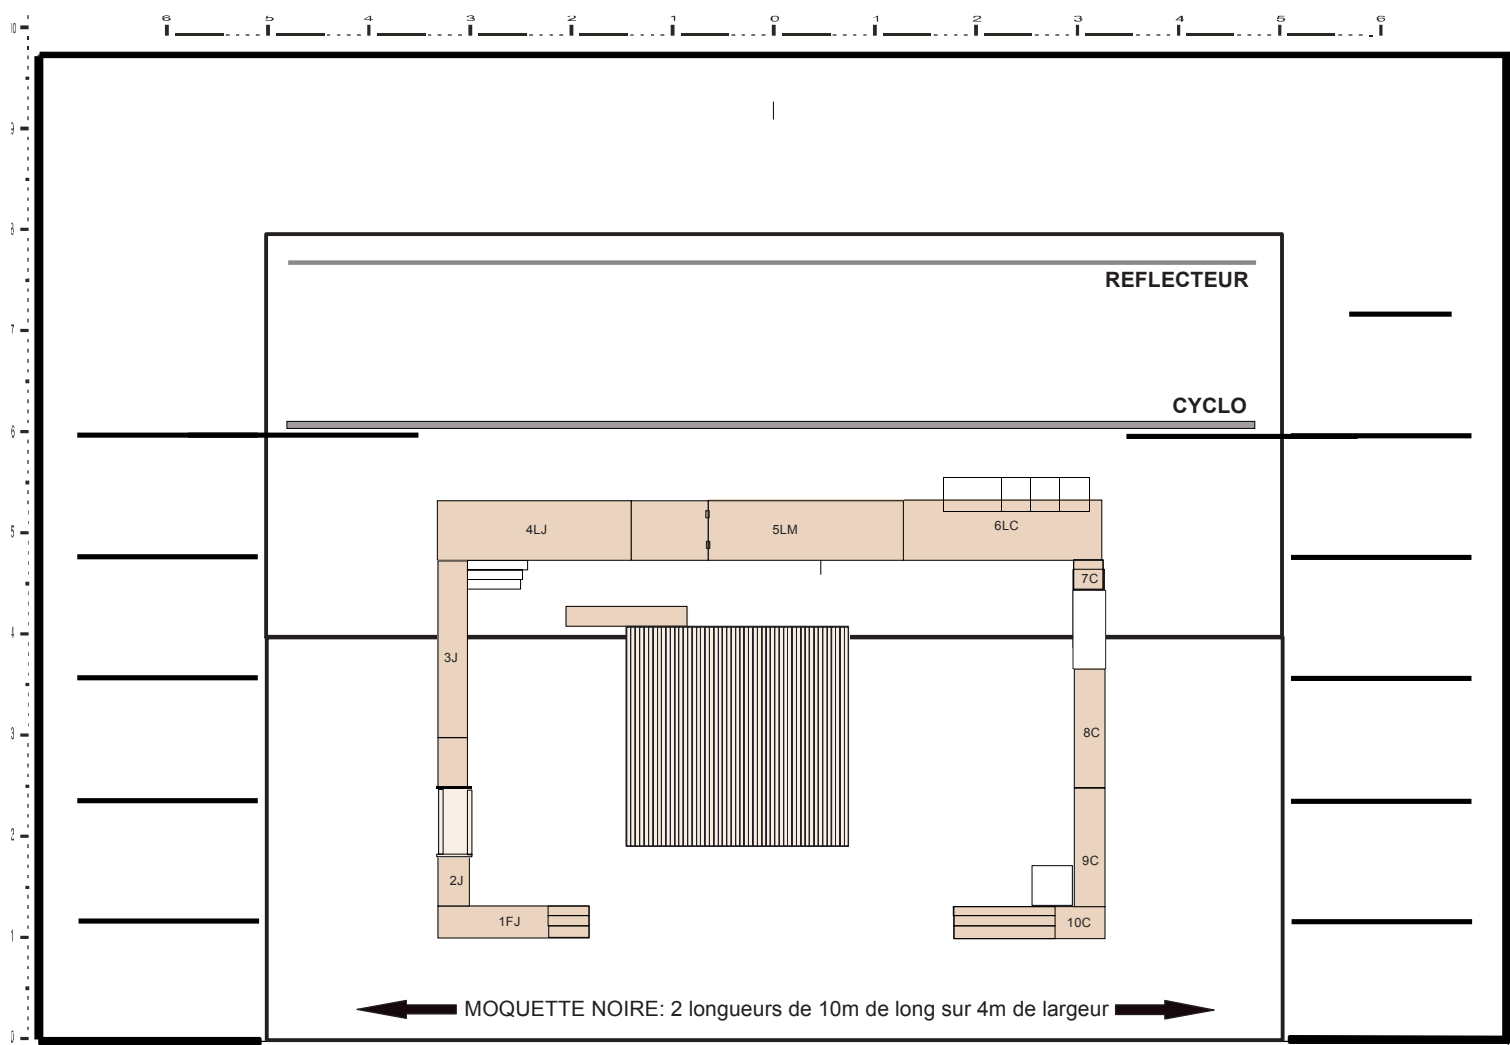 6 5 4 3 2 1 0 1 2 3 4 5 6
10
9
8
REFLECTEUR
7
CYCLO
6
5
4LJ 5LM 6LC
7C
4
3J
3
8C
2
9C
2J
1FJ 10C
1
MOQUETTE NOIRE: 2 longueurs de 10m de long sur 4m de largeur
0